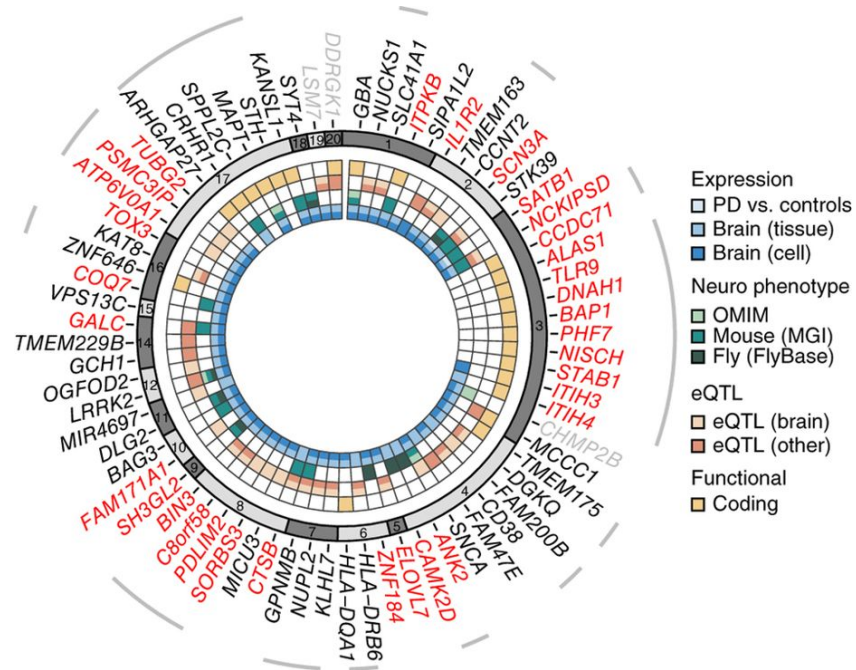 GBA
NUCKS1
SLC41A1
ITPKB
SIPA1L2
IL1R2
TMEM163
CCNT2
SCN3A
STK39
SATB1
NCKIPSD
CCDC71
ALAS1
TLR9
DNAH1
BAP1
PHF7
NISCH
STAB1
ITIH3
ITIH4
CHMP2B
MCCC1
TMEM175
DGKQ
FAM200B
CD38
FAM47E
SNCA
ANK2
CAMK2D
ELOVL7
ZNF184
HLA-DRB6
HLA-DQA1
KLHL7
NUPL2
GPNMB
CTSB
MICU3
SORBS3
PDLIM2
C8orf58
BIN3
SH3GL2
FAM171A1
BAG3
DLG2
MIR4697
LRRK2
OGFOD2
GCH1
TMEM229B
GALC
VPS13C
COQ7
ZNF646
KAT8
TOX3
ATP6V0A1
PSMC3IP
TUBG2
ARHGAP27
CRHR1
SPPL2C
MAPT
STH
KANSL1
SYT4
LSM7
DDRGK1
1
2
3
4
5
6
7
8
9
10
11
12
14
15
16
17
18
19
20
Expression
PD vs. controls
Brain (tissue)
Brain (cell)
Neuro phenotype
OMIM
Mouse (MGI)
Fly (FlyBase)
eQTL
eQTL (brain)
eQTL (other)
Functional
Coding